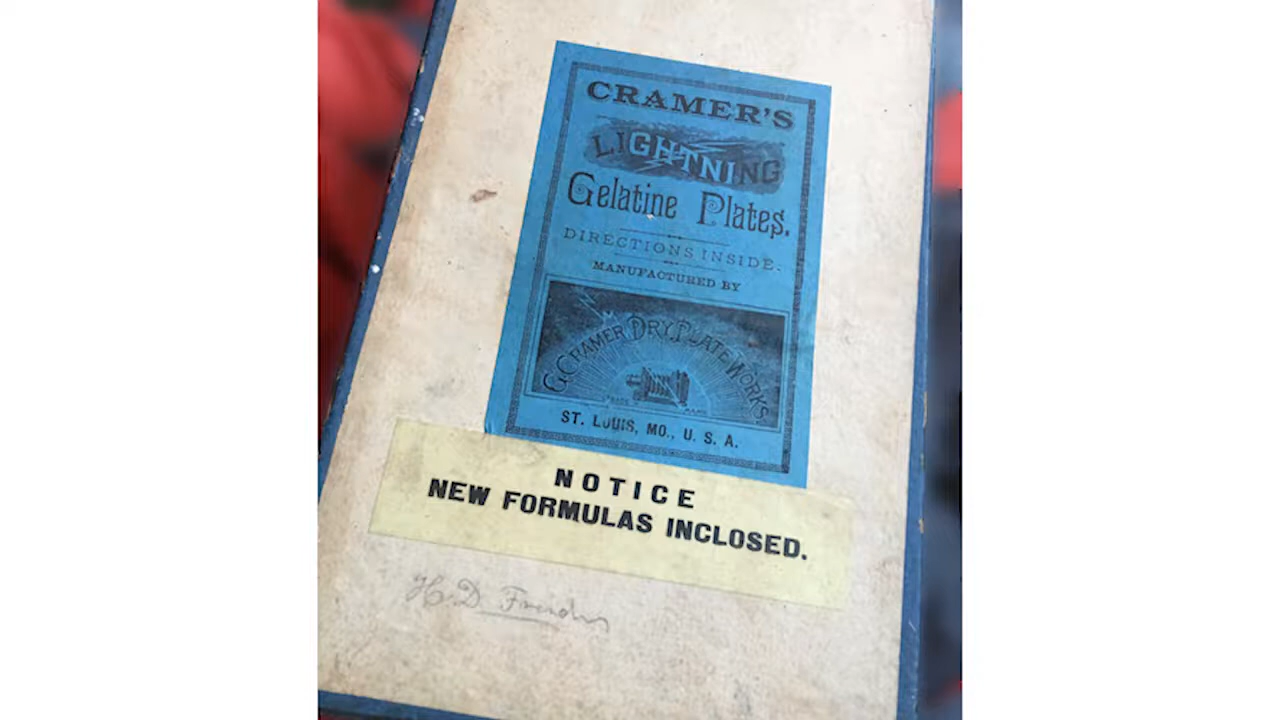 CRAMER'S
LIGHTNING
Gelatine Plates.
DIRECTIONS INSIDE.
MANUFACTURED BY
G. CRAMER DRY PLATE WORKS
ST. LOUIS, MO., U. S. A.
NOTICE
NEW FORMULAS INCLOSED.
H D